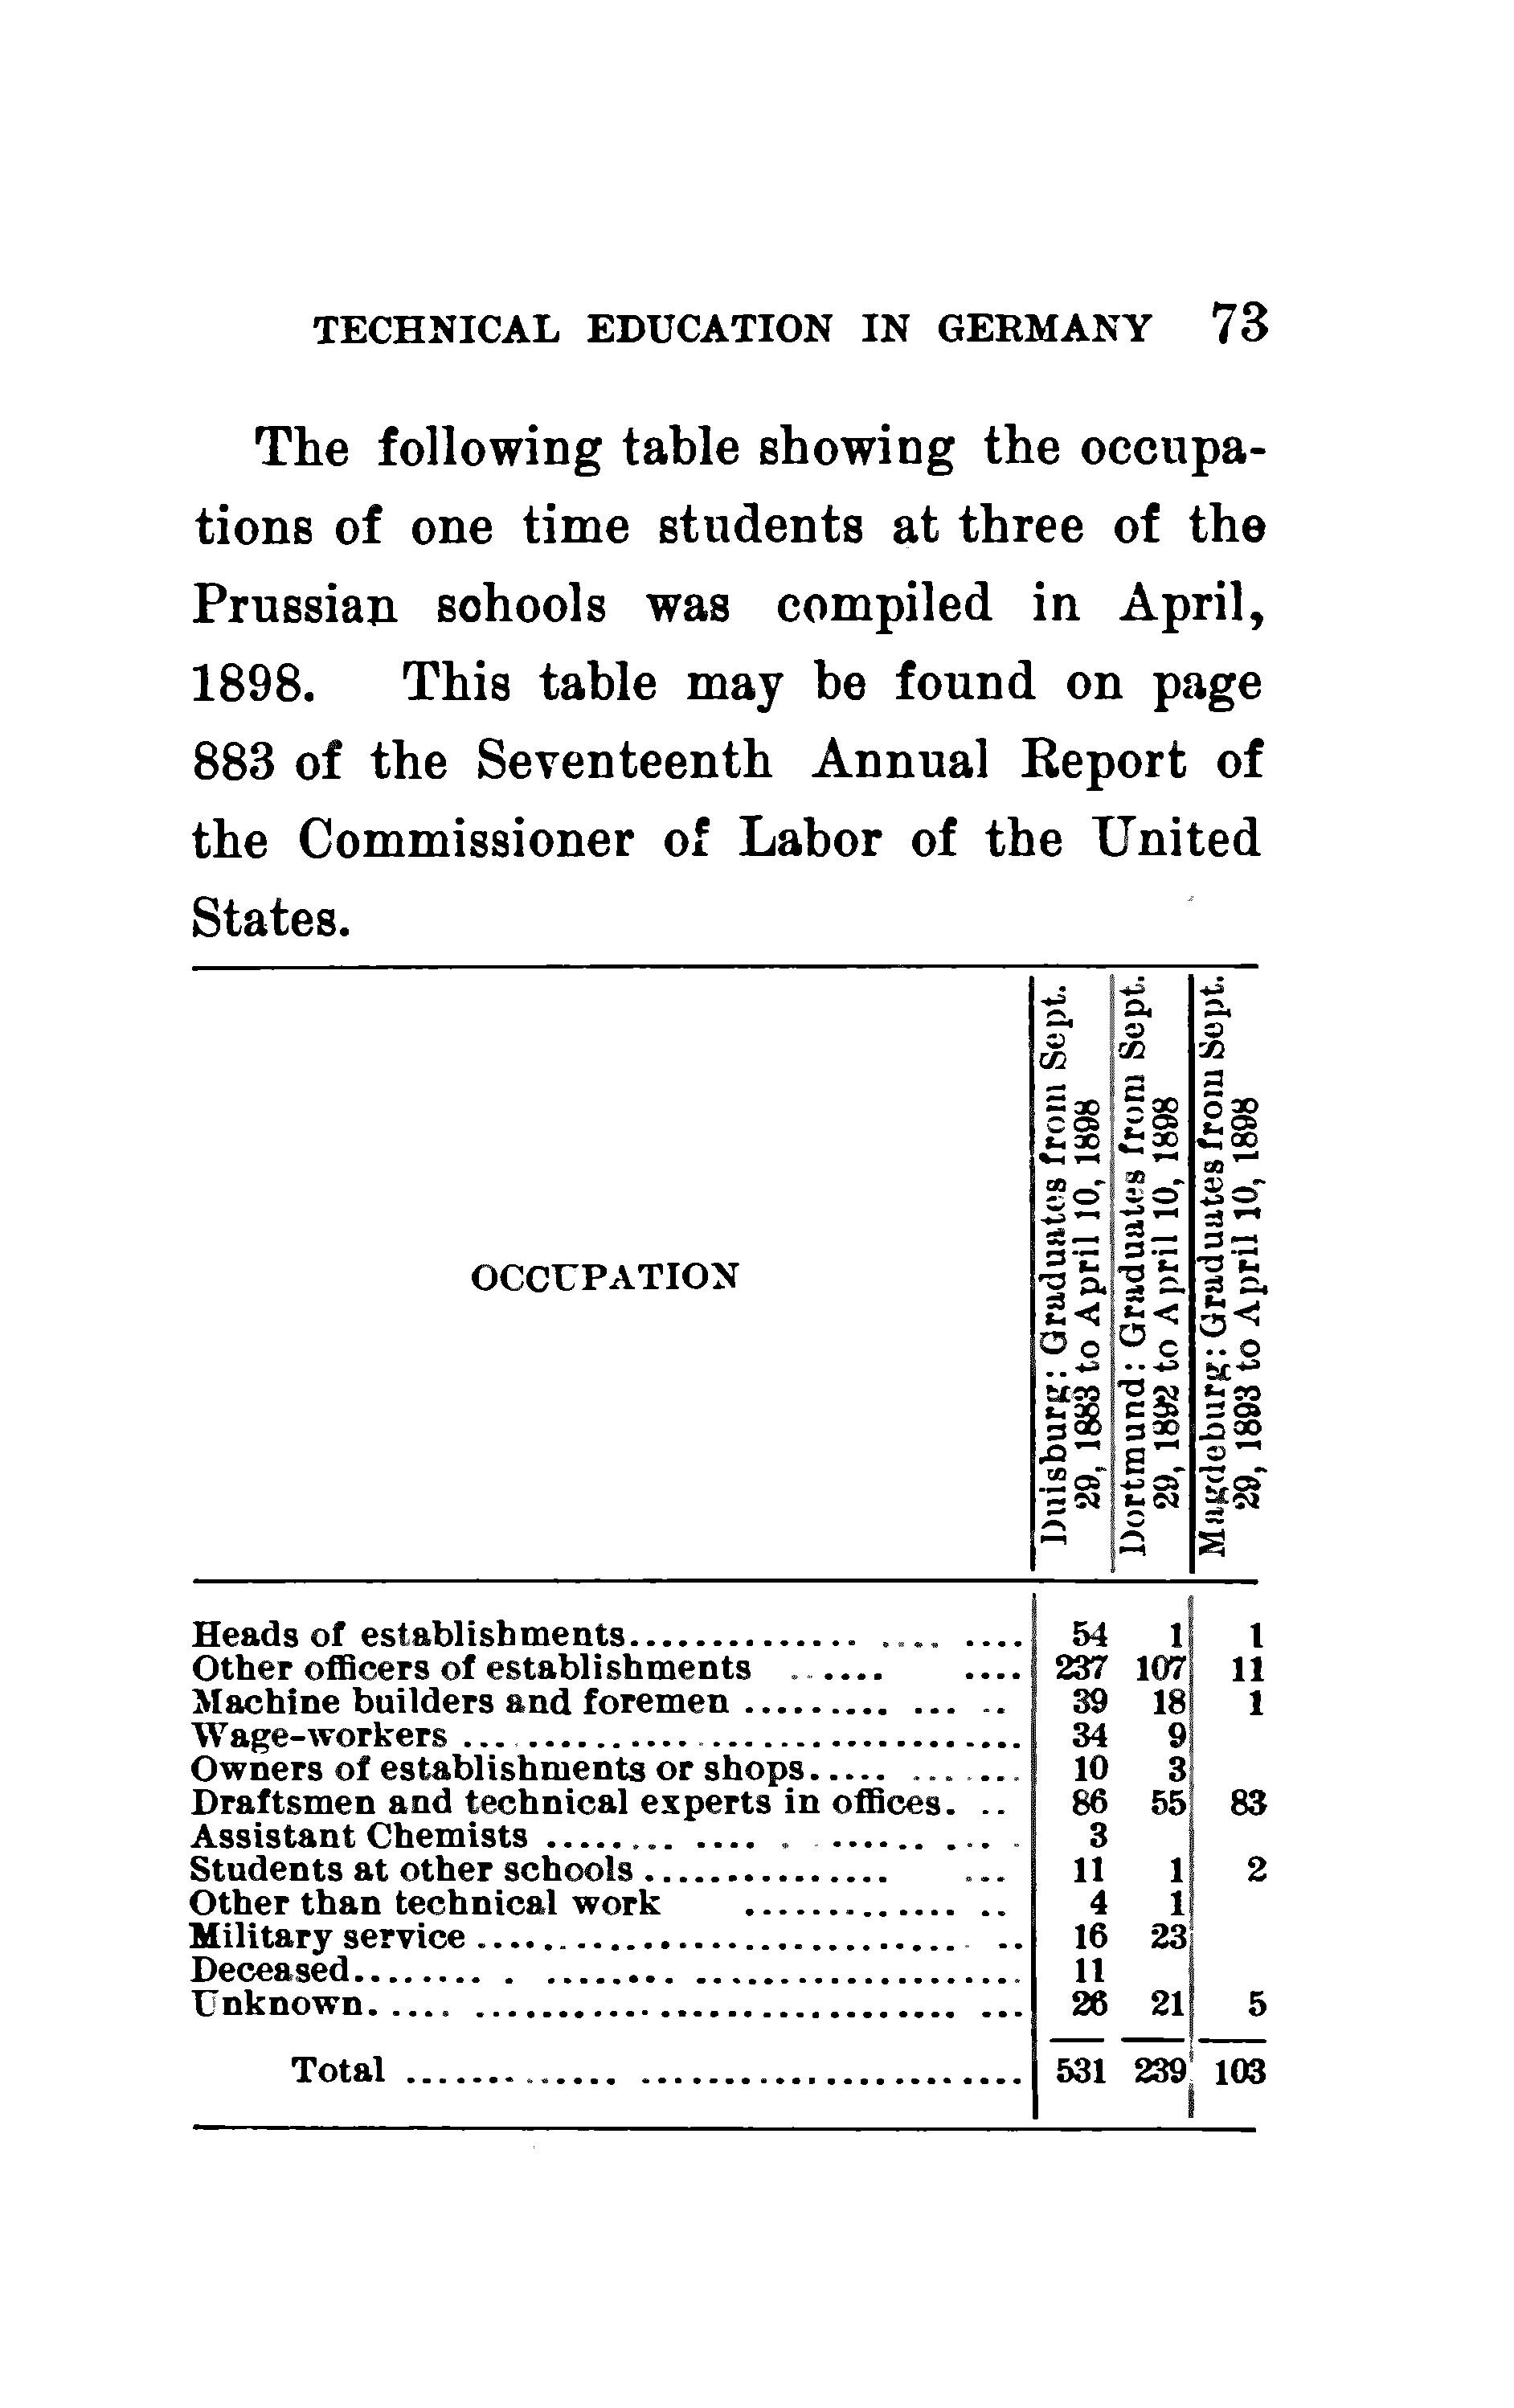 TECHNICAL EDUCATION IN GERMANY 73
The following table showing the occupa-
tions of one time students at three of the
Prussian schools was compiled in April,
1898. This table may be found on page
883 of the Seventeenth Annual Report of
the Commissioner of Labor of the United
States.
OCCUPATION
Duisburg: Graduates from Sept.
29, 1883 to April 10, 1898
Dortmund: Graduates from Sept.
29, 1892 to April 10, 1898
Magdeburg: Graduates from Sept.
29, 1893 to April 10, 1898
Heads of establishments 54 1 1
Other officers of establishments 237 107 11
Machine builders and foremen 39 18 1
Wage-workers 34 9
Owners of establishments or shops 10 3
Draftsmen and technical experts in offices 86 55 83
Assistant Chemists 3
Students at other schools 11 1 2
Other than technical work 4 1
Military service 16 23
Deceased 11
Unknown 26 21 5
Total 531 239 103